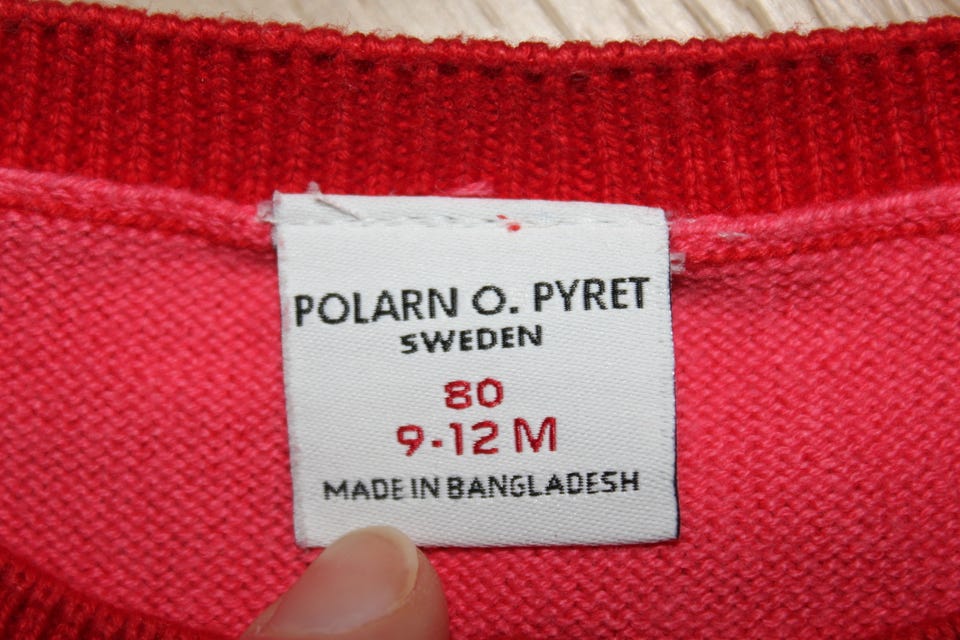 POLARN O. PYRET
SWEDEN
80
9-12 M
MADE IN BANGLADESH